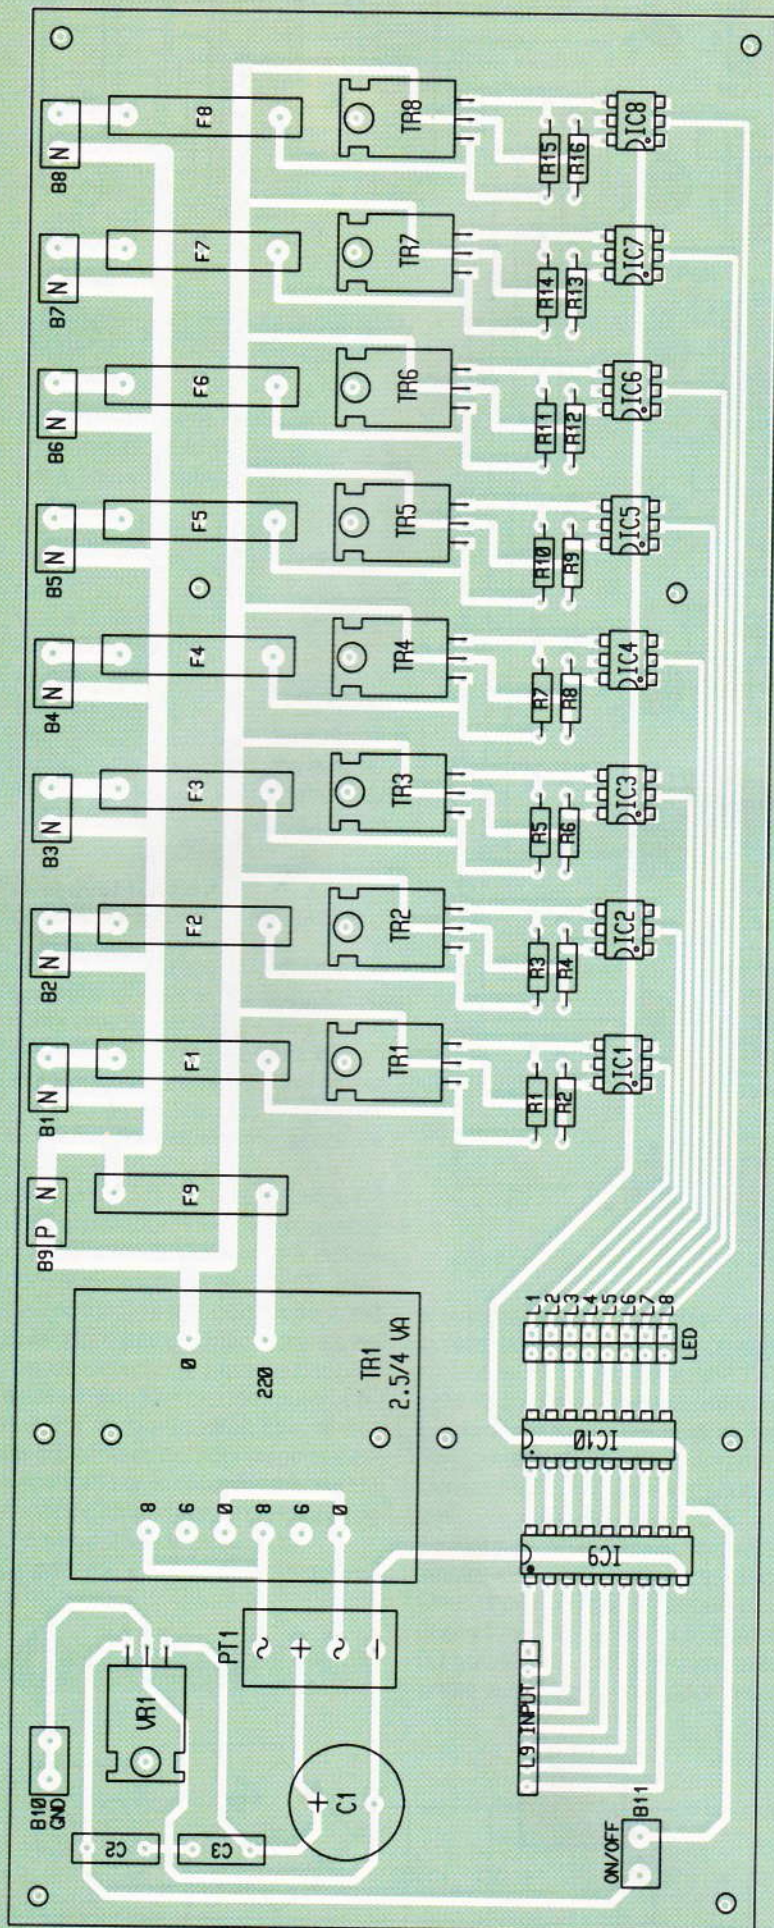 B8 N F8 TR8 R15 R16 IC8
B7 N F7 TR7 R14 R13 IC7
B6 N F6 TR6 R11 R12 IC6
B5 N F5 TR5 R10 R9 IC5
B4 N F4 TR4 R7 R8 IC4
B3 N F3 TR3 R5 R6 IC3
B2 N F2 TR2 R3 R4 IC2
B1 N F1 TR1 R1 R2 IC1
B9 P N F9
0
220
TR1
2.5/4 VA
8 6 0 8 6 0
L1 L2 L3 L4 L5 L6 L7 L8
LED
IC10
IC9
PT1 ~ + ~ -
VR1
B10
GND
C2 C3
+ C1
L9 INPUT
ON/OFF B11